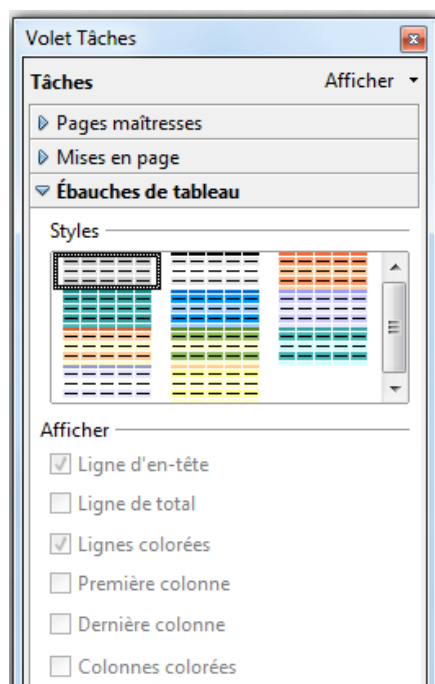 Volet Tâches
Tâches Afficher
Pages maîtresses
Mises en page
Ébauches de tableau
Styles
Afficher
Ligne d'en-tête
Ligne de total
Lignes colorées
Première colonne
Dernière colonne
Colonnes colorées